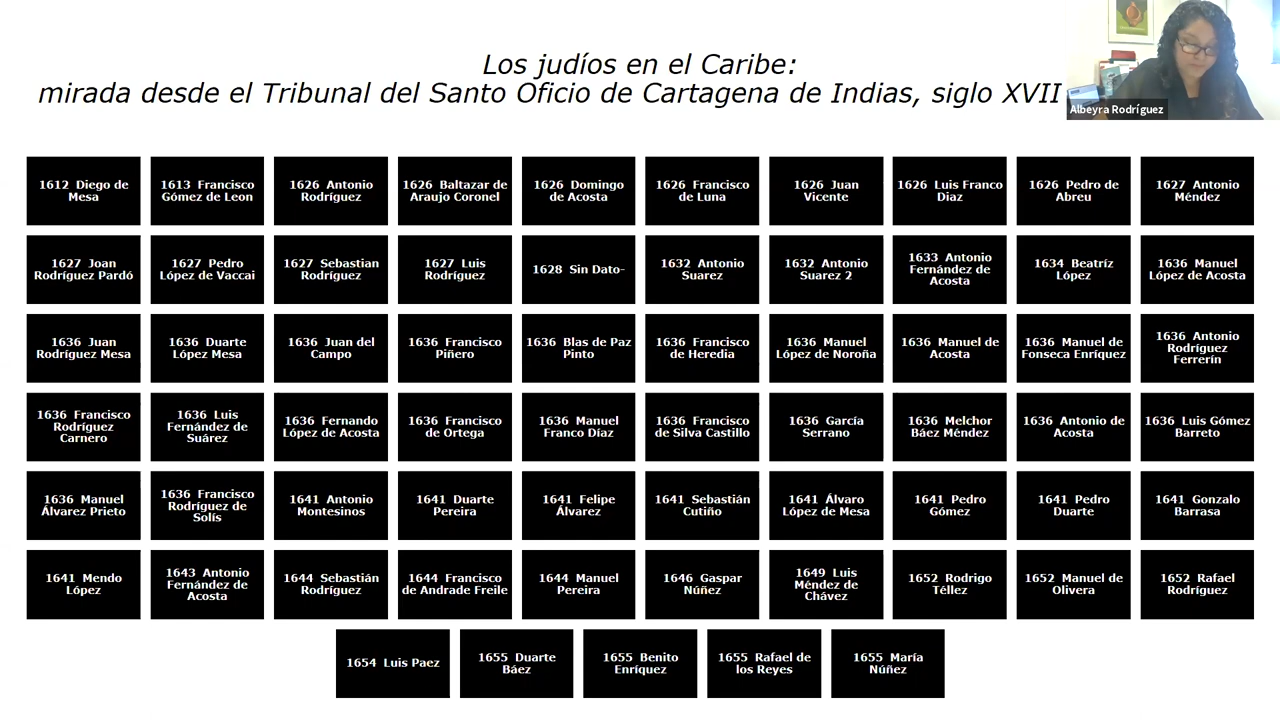 Los judíos en el Caribe:
mirada desde el Tribunal del Santo Oficio de Cartagena de Indias, siglo XVII
Albeyra Rodríguez
1612 Diego de
Mesa
1613 Francisco
Gómez de Leon
1626 Antonio
Rodríguez
1626 Baltazar de
Araujo Coronel
1626 Domingo
de Acosta
1626 Francisco
de Luna
1626 Juan
Vicente
1626 Luis Franco
Diaz
1626 Pedro de
Abreu
1627 Antonio
Méndez
1627 Joan
Rodríguez Pardó
1627 Pedro
López de Vaccai
1627 Sebastian
Rodríguez
1627 Luis
Rodríguez
1628 Sin Dato-
1632 Antonio
Suarez
1632 Antonio
Suarez 2
1633 Antonio
Fernández de
Acosta
1634 Beatríz
López
1636 Manuel
López de Acosta
1636 Juan
Rodríguez Mesa
1636 Duarte
López Mesa
1636 Juan del
Campo
1636 Francisco
Piñero
1636 Blas de Paz
Pinto
1636 Francisco
de Heredia
1636 Manuel
López de Noroña
1636 Manuel de
Acosta
1636 Manuel de
Fonseca Enríquez
1636 Antonio
Rodríguez
Ferrerín
1636 Francisco
Rodríguez
Carnero
1636 Luis
Fernández de
Suárez
1636 Fernando
López de Acosta
1636 Francisco
de Ortega
1636 Manuel
Franco Díaz
1636 Francisco
de Silva Castillo
1636 García
Serrano
1636 Melchor
Báez Méndez
1636 Antonio de
Acosta
1636 Luis Gómez
Barreto
1636 Manuel
Álvarez Prieto
1636 Francisco
Rodríguez de
Solís
1641 Antonio
Montesinos
1641 Duarte
Pereira
1641 Felipe
Álvarez
1641 Sebastián
Cutiño
1641 Álvaro
López de Mesa
1641 Pedro
Gómez
1641 Pedro
Duarte
1641 Gonzalo
Barrasa
1641 Mendo
López
1643 Antonio
Fernández de
Acosta
1644 Sebastián
Rodríguez
1644 Francisco
de Andrade Freile
1644 Manuel
Pereira
1646 Gaspar
Núñez
1649 Luis
Méndez de
Chávez
1652 Rodrigo
Téllez
1652 Manuel de
Olivera
1652 Rafael
Rodríguez
1654 Luis Paez
1655 Duarte
Báez
1655 Benito
Enríquez
1655 Rafael de
los Reyes
1655 María
Núñez